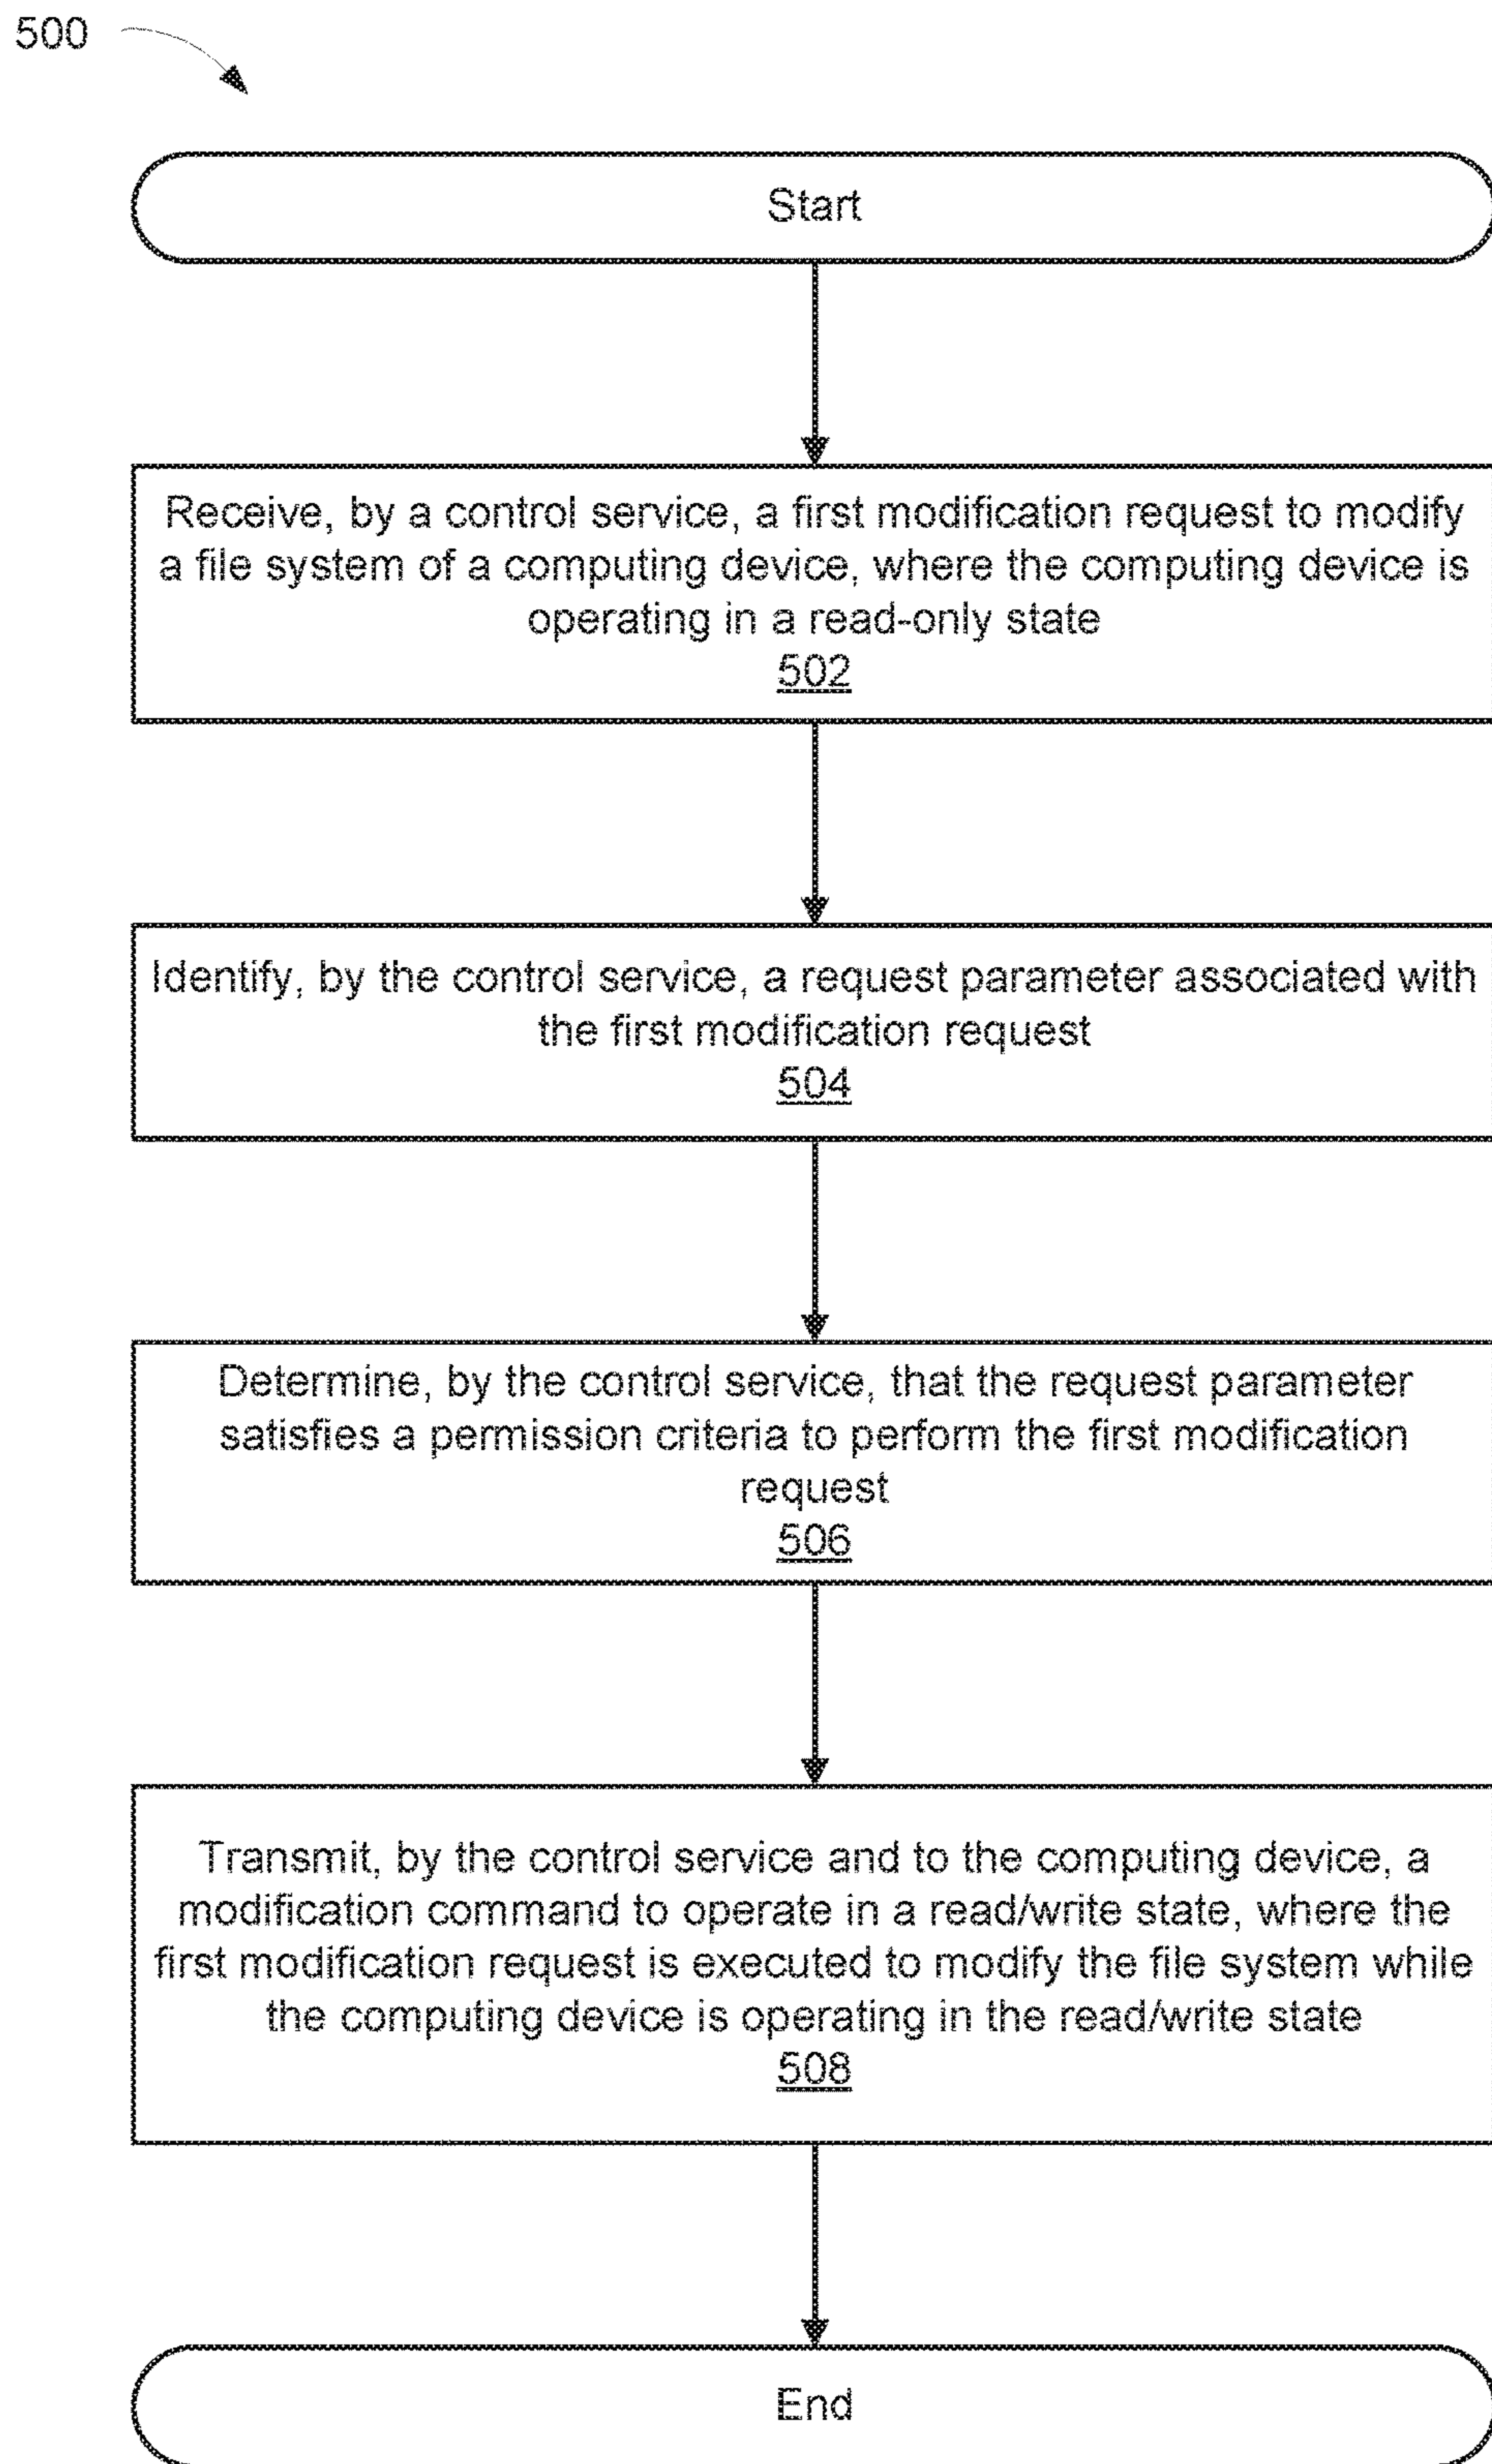 500
Start
Receive, by a control service, a first modification request to modify
a file system of a computing device, where the computing device is
operating in a read-only state
502
Identify, by the control service, a request parameter associated with
the first modification request
504
Determine, by the control service, that the request parameter
satisfies a permission criteria to perform the first modification
request
506
Transmit, by the control service and to the computing device, a
modification command to operate in a read/write state, where the
first modification request is executed to modify the file system while
the computing device is operating in the read/write state
508
End